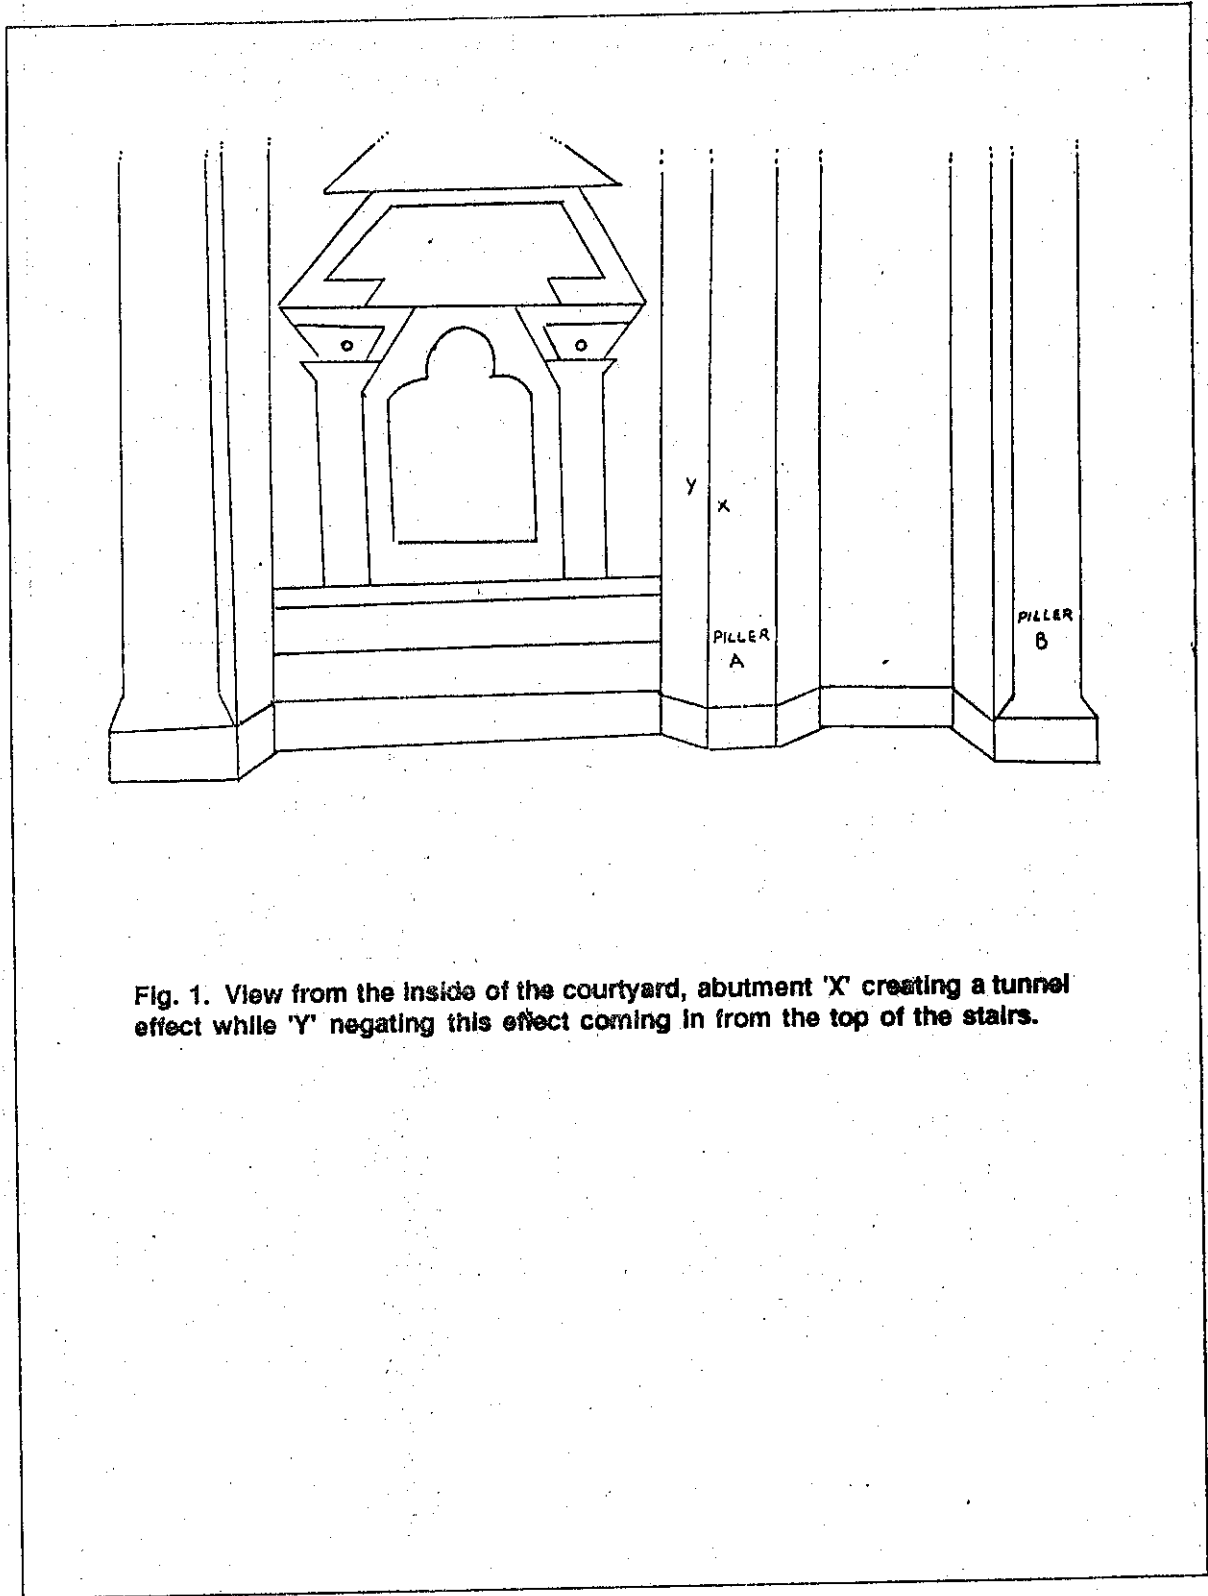 Y
X
PILLER
A
PILLER
B
Fig. 1. View from the inside of the courtyard, abutment 'X' creating a tunnel
effect while 'Y' negating this effect coming in from the top of the stairs.